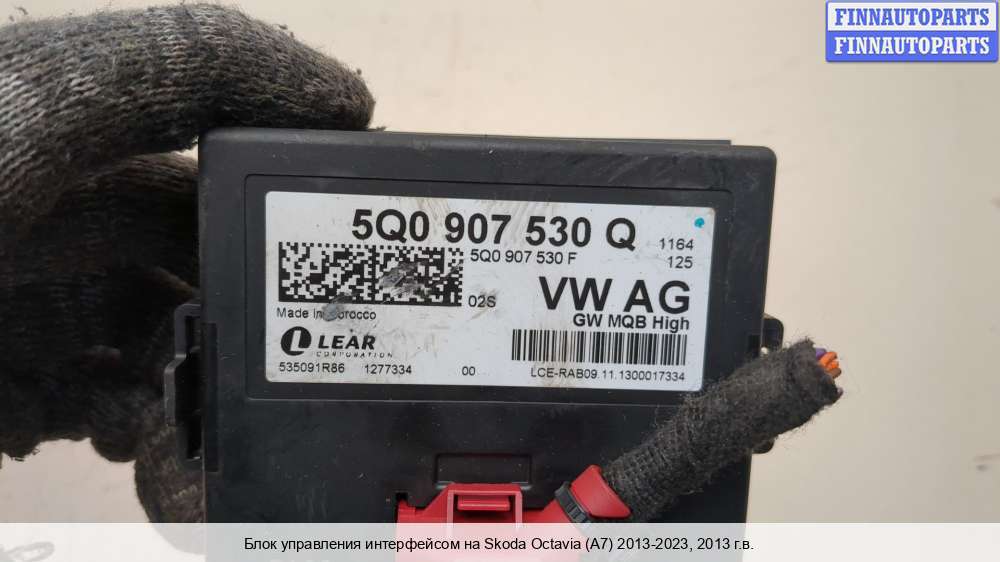 FINNAUTOPARTS
FINNAUTOPARTS
5Q0 907 530 Q
1164
5Q0 907 530 F
125
02S
VW AG
Made in Morocco
GW MQB High
LEAR
CORPORATION
535091R86 1277334 00 LCE-RAB09.11.1300017334
Блок управления интерфейсом на Skoda Octavia (A7) 2013-2023, 2013 г.в.